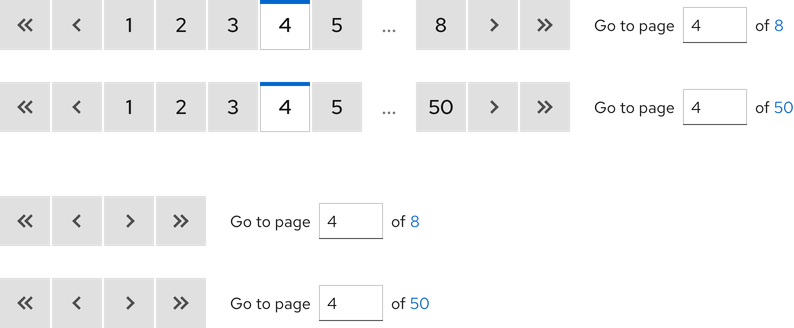 « < 1 2 3 4 5 ... 8 > » Go to page 4 of 8
« < 1 2 3 4 5 ... 50 > » Go to page 4 of 50
« < > » Go to page 4 of 8
« < > » Go to page 4 of 50